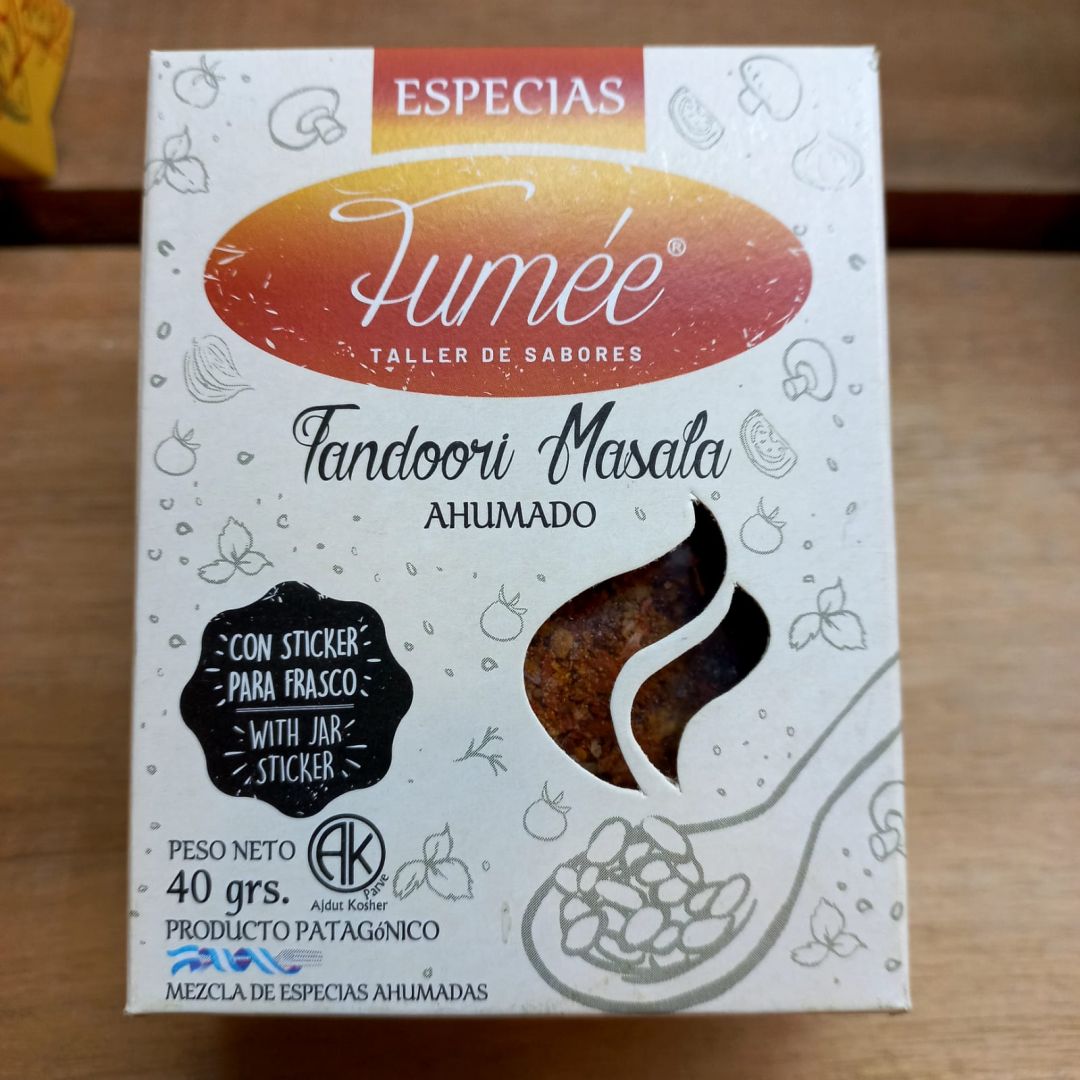 ESPECIAS
Fumée®
TALLER DE SABORES
Tandoori Masala
AHUMADO
CON STICKER
PARA FRASCO
WITH JAR
STICKER
PESO NETO
40 grs.
AK
Parve
Ajdut Kosher
PRODUCTO PATAGóNICO
MEZCLA DE ESPECIAS AHUMADAS